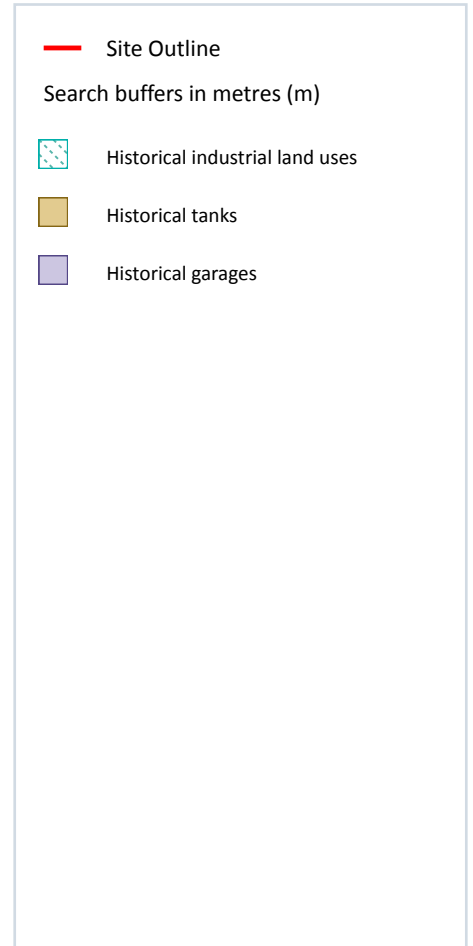 Site Outline
Search buffers in metres (m)
Historical industrial land uses
Historical tanks
Historical garages